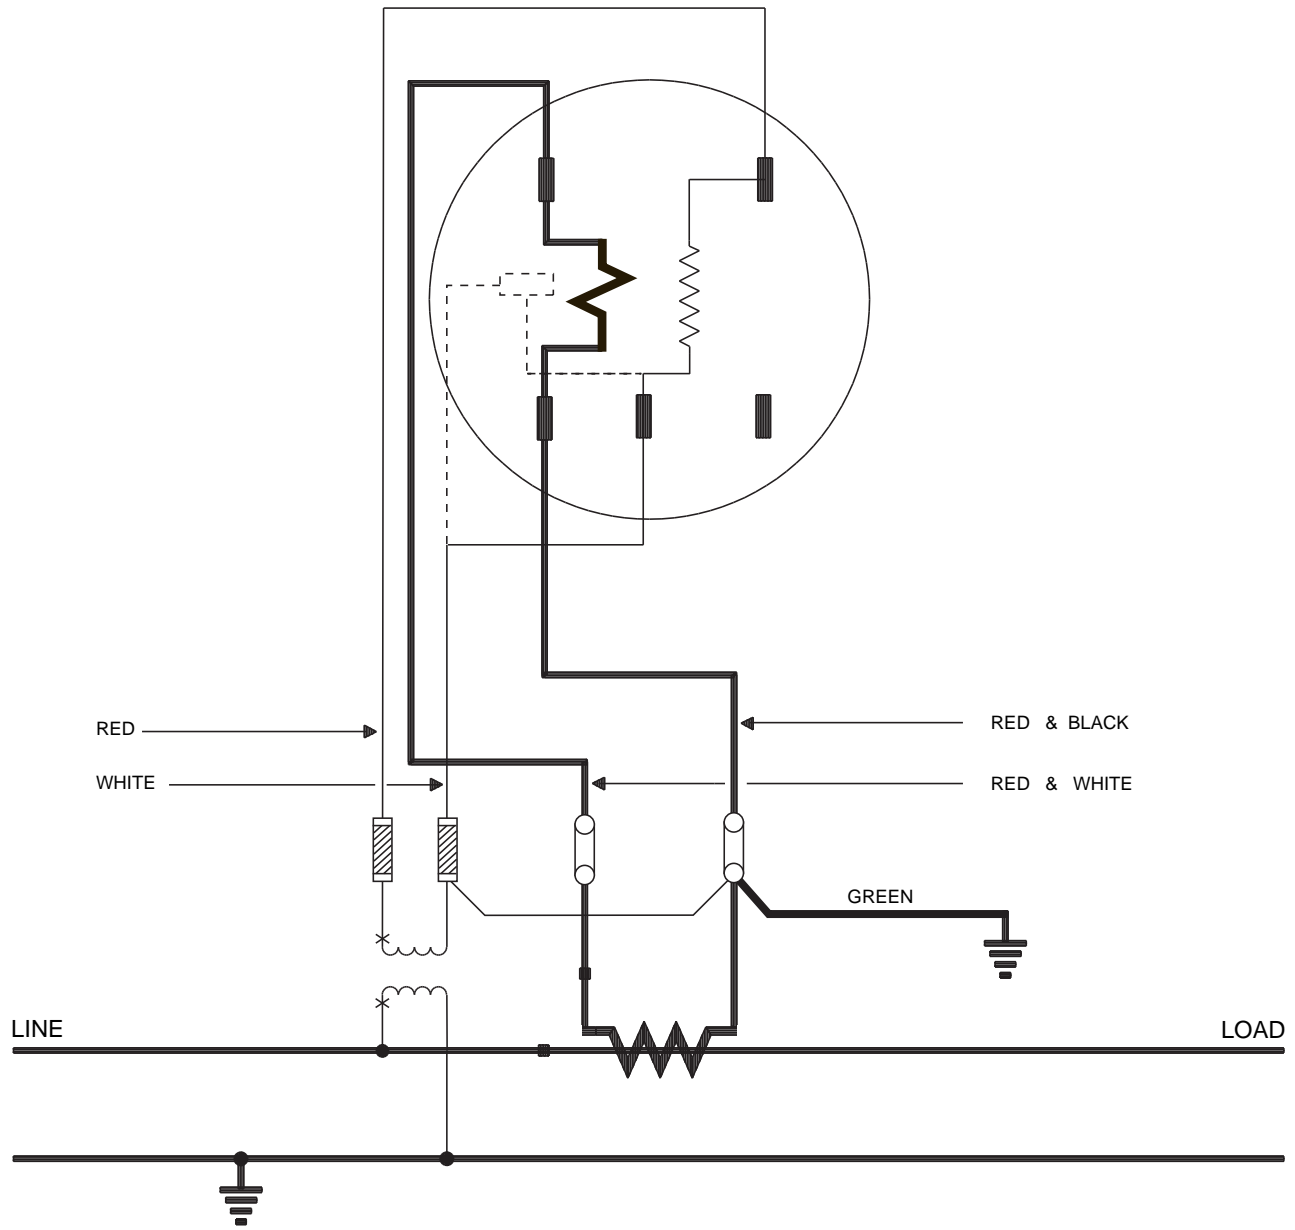 RED & BLACK
RED
WHITE
RED & WHITE
GREEN
LINE
LOAD